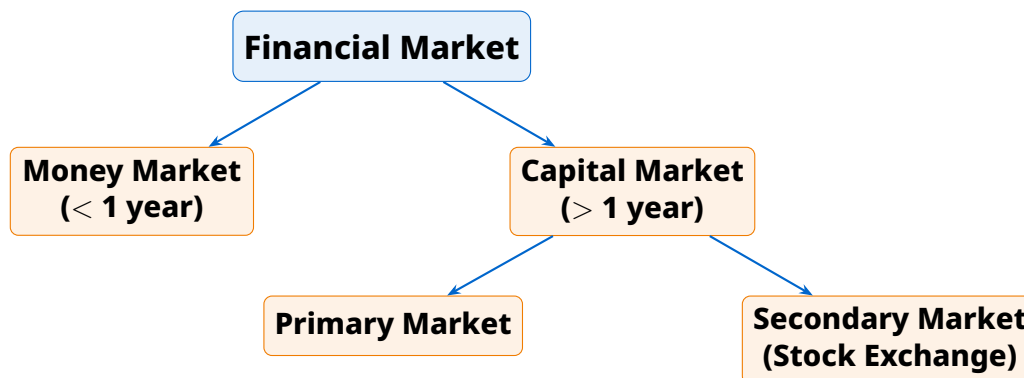 Financial Market
Money Market
(< 1 year)
Capital Market
(> 1 year)
Primary Market
Secondary Market
(Stock Exchange)